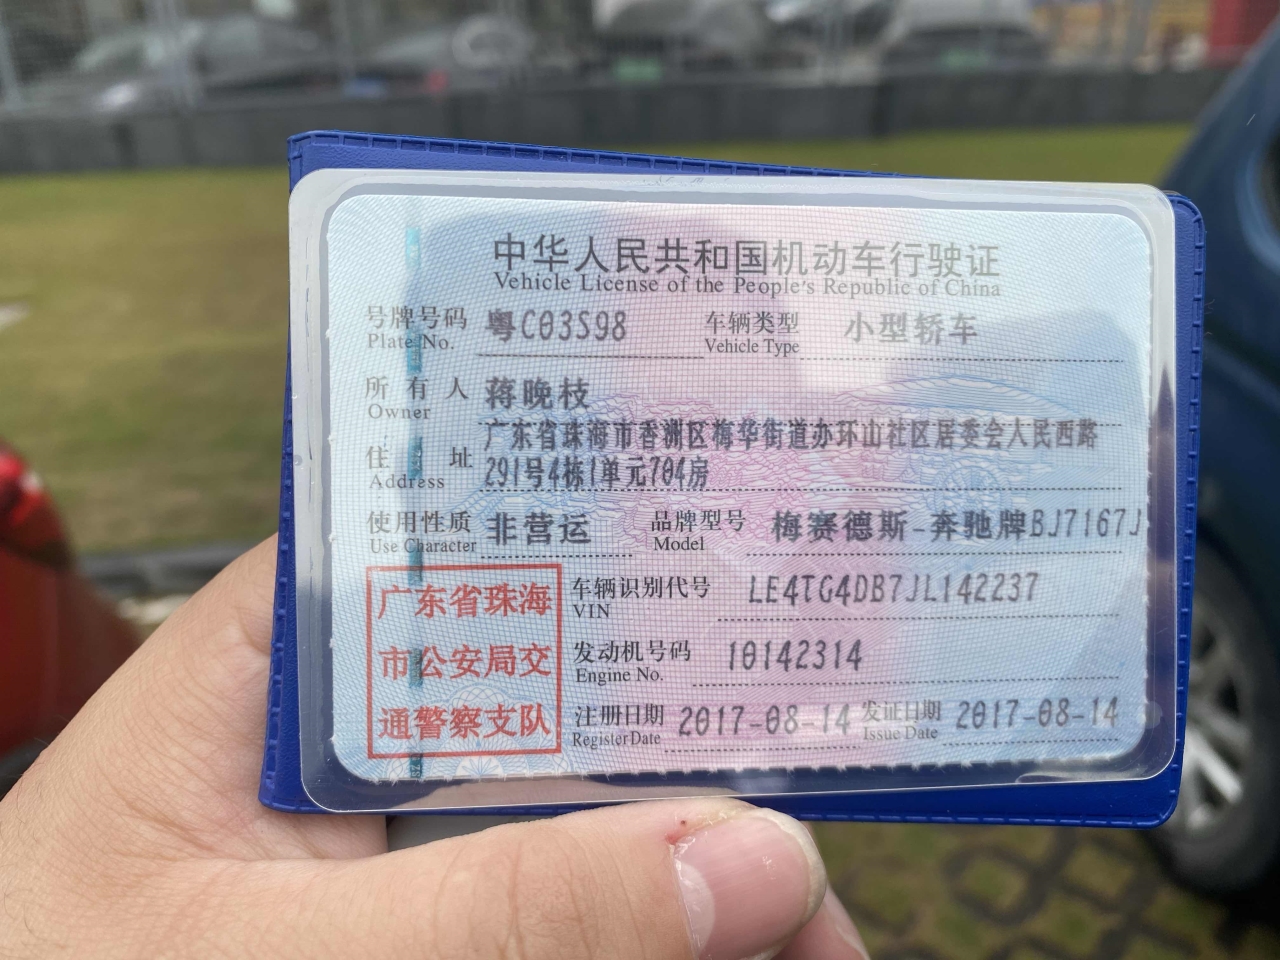 中华人民共和国机动车行驶证
Vehicle License of the People's Republic of China
号牌号码 粤C03S98 车辆类型 小型轿车
Plate No. Vehicle Type
所有人 蒋晚枝
Owner
住址 广东省珠海市香洲区梅华街道办环山社区居委会人民西路
Address 291号4栋1单元704房
使用性质 非营运 品牌型号 梅赛德斯-奔驰牌BJ7167J
Use Character Model
广东省珠海 车辆识别代号 LE4TG4DB7JL142237
VIN
市公安局交 发动机号码 10142314
Engine No.
通警察支队 注册日期 2017-08-14 发证日期 2017-08-14
Register Date Issue Date